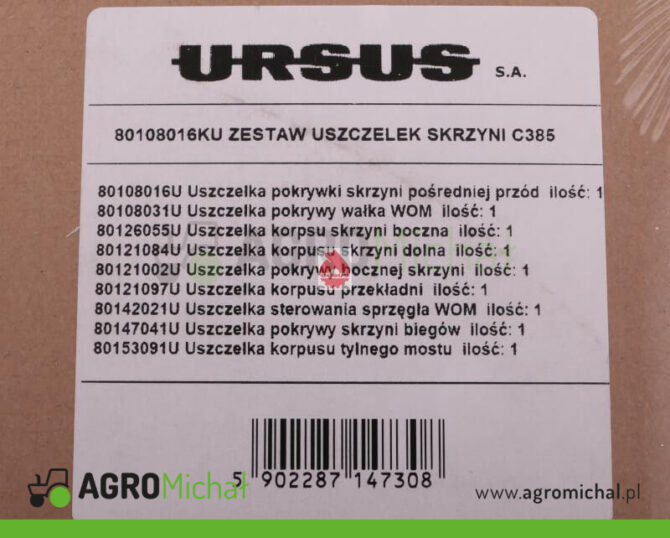 URSUS S.A.
80108016KU ZESTAW USZCZELEK SKRZYNI C385
80108016U Uszczelka pokrywki skrzyni pośredniej przód ilość: 1
80108031U Uszczelka pokrywy wałka WOM ilość: 1
80126055U Uszczelka korpsu skrzyni boczna ilość: 1
80121084U Uszczelka korpusu skrzyni dolna ilość: 1
80121002U Uszczelka pokrywy bocznej skrzyni ilość: 1
80121097U Uszczelka korpusu przekładni ilość: 1
80142021U Uszczelka sterowania sprzęgła WOM ilość: 1
80147041U Uszczelka pokrywy skrzyni biegów ilość: 1
80153091U Uszczelka korpusu tylnego mostu ilość: 1
5 902287 147308
AGROMichał
www.agromichal.pl